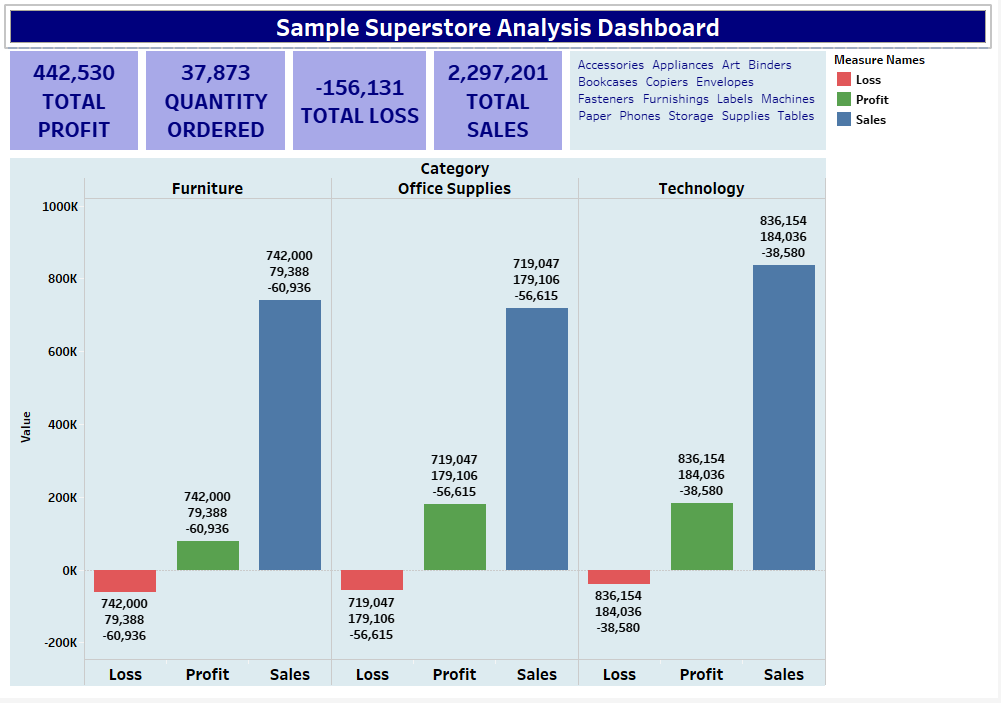 Sample Superstore Analysis Dashboard
442,530
TOTAL
PROFIT
37,873
QUANTITY
ORDERED
-156,131
TOTAL LOSS
2,297,201
TOTAL
SALES
Accessories Appliances Art Binders
Bookcases Copiers Envelopes
Fasteners Furnishings Labels Machines
Paper Phones Storage Supplies Tables
Measure Names
Loss
Profit
Sales
Category
Furniture Office Supplies Technology
Value
1000K
800K
600K
400K
200K
0K
-200K
742,000
79,388
-60,936
742,000
79,388
-60,936
742,000
79,388
-60,936
719,047
179,106
-56,615
719,047
179,106
-56,615
719,047
179,106
-56,615
836,154
184,036
-38,580
836,154
184,036
-38,580
836,154
184,036
-38,580
Loss Profit Sales Loss Profit Sales Loss Profit Sales